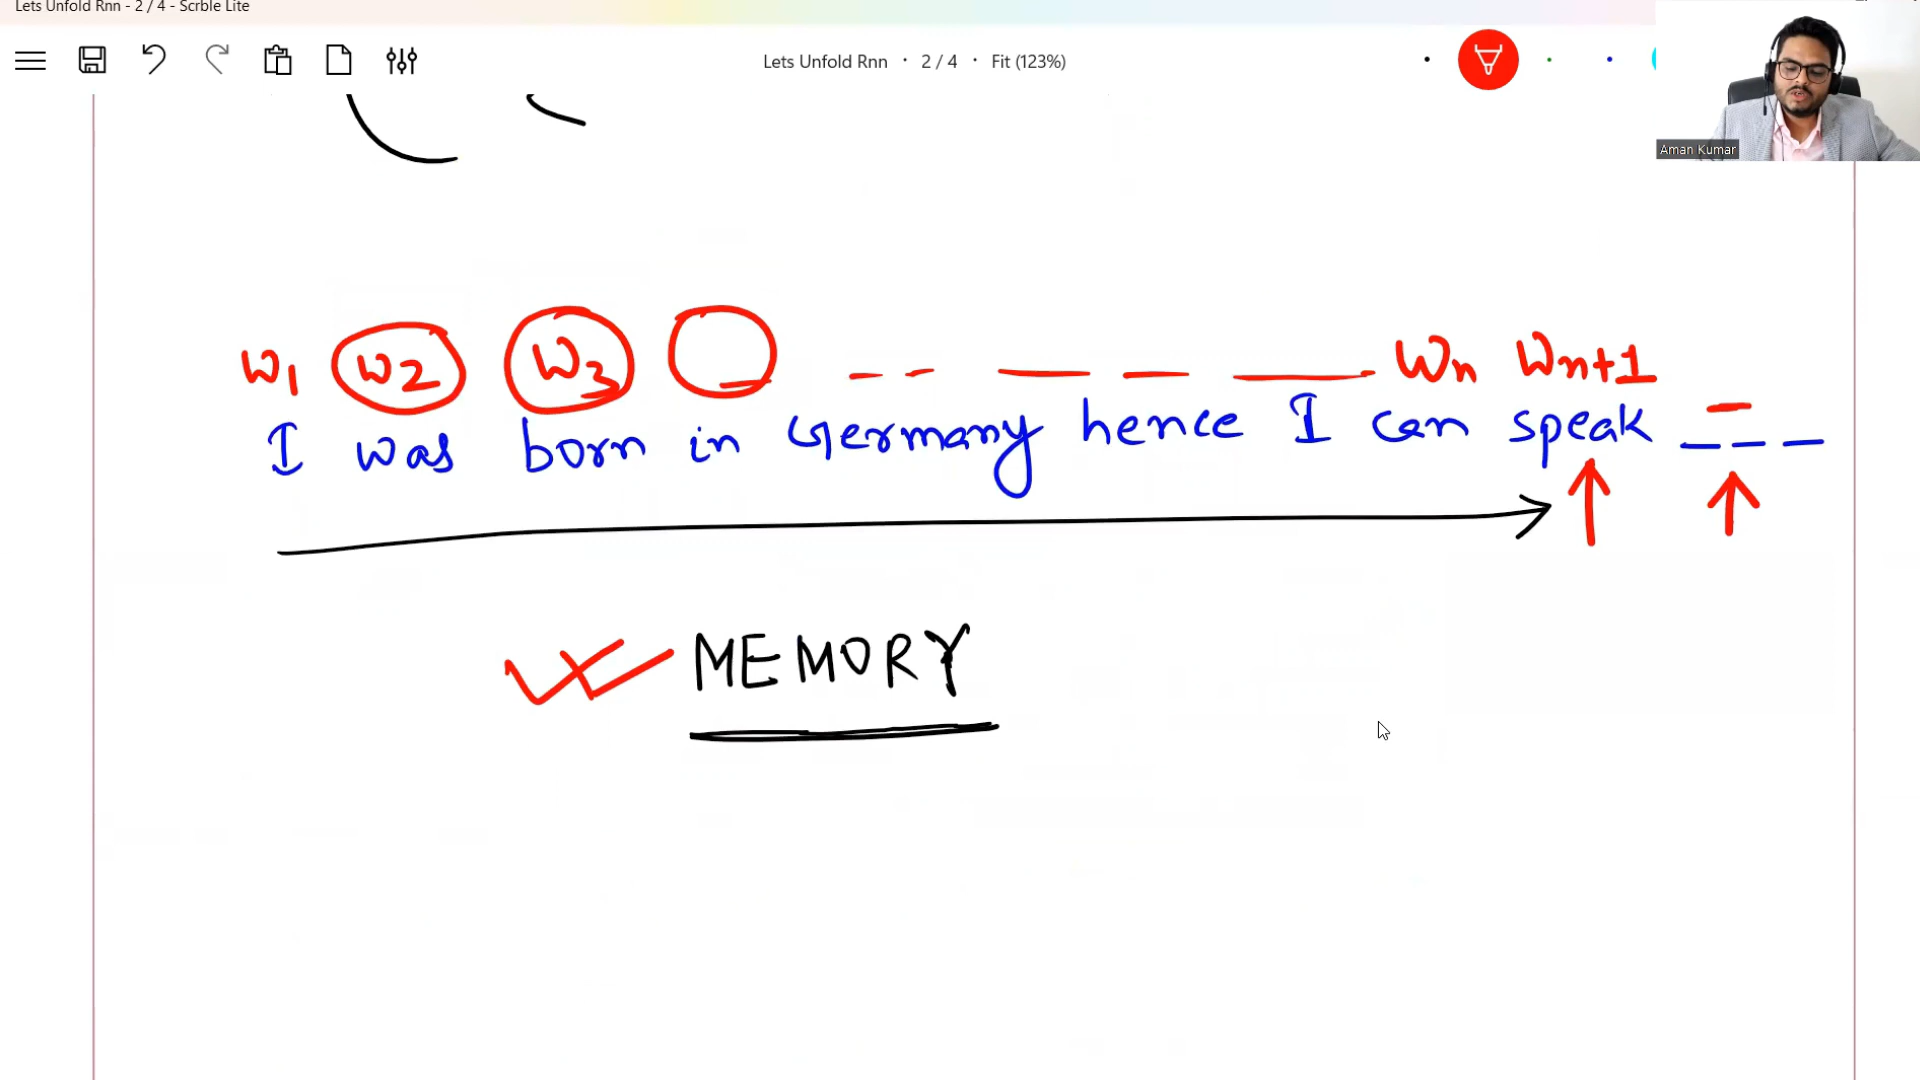 Lets Unfold Rnn - 2 / 4 - Scrble Lite
Lets Unfold Rnn • 2 / 4 • Fit (123%)
Aman Kumar
W1 W2 W3 _ _ _ _ _ _ Wn Wn+1
I was born in Germany hence I can speak _ _ _
MEMORY